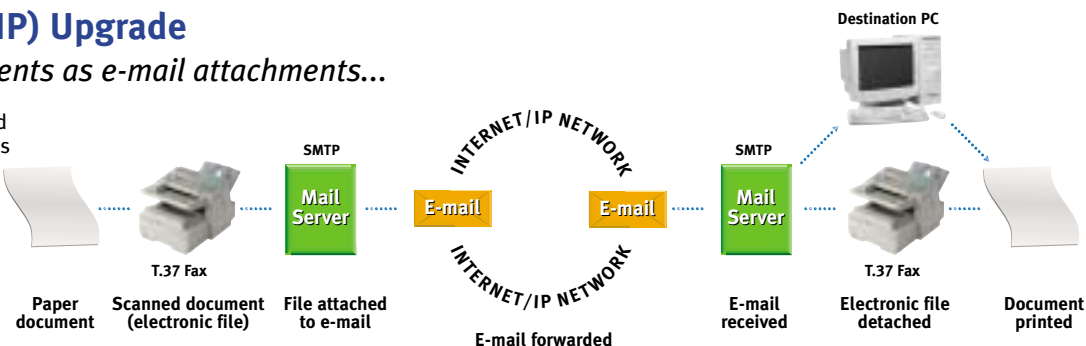 IP) Upgrade
ents as e-mail attachments...
d
s
Paper
document
T.37 Fax
Scanned document
(electronic file)
SMTP
Mail
Server
File attached
to e-mail
INTERNET/IP NETWORK
E-mail
E-mail
INTERNET/IP NETWORK
E-mail forwarded
SMTP
Mail
Server
E-mail
received
Destination PC
T.37 Fax
Electronic file
detached
Document
printed